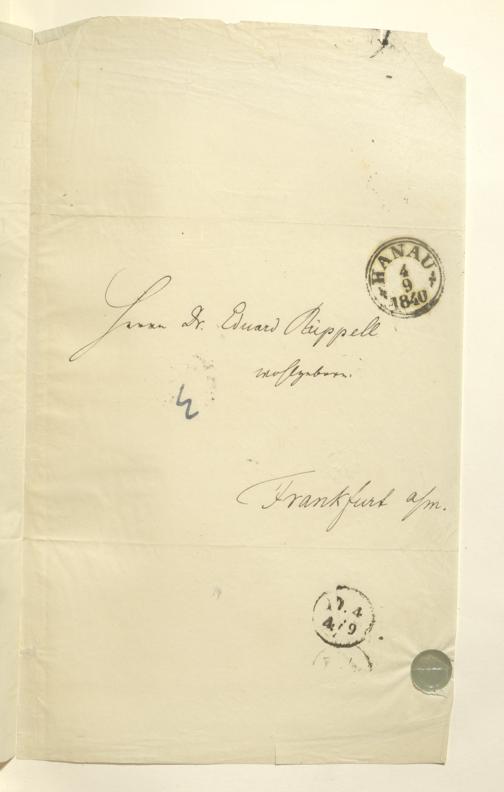 HANAU
4
9
1840
Herrn Dr. Eduard Rüppell
wohlgeboren.
Frankfurt a/m.
4/9